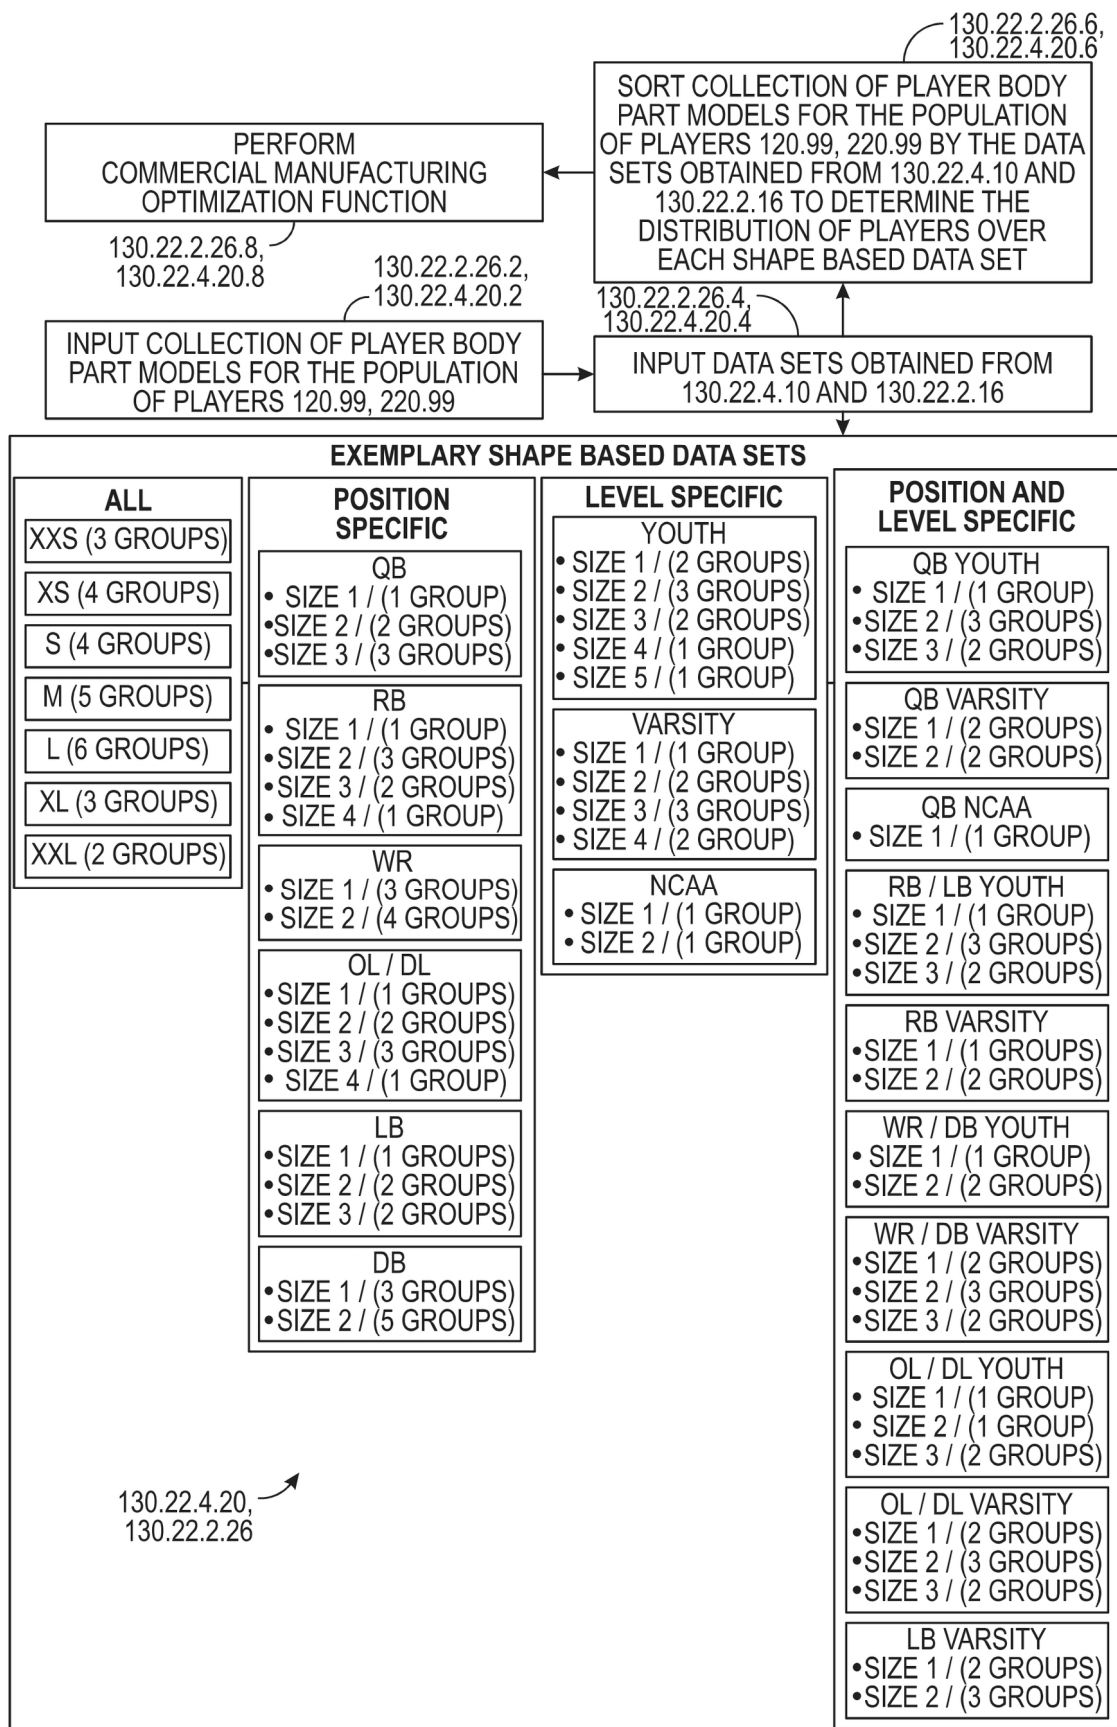 130.22.2.26.6,
130.22.4.20.6
SORT COLLECTION OF PLAYER BODY
PART MODELS FOR THE POPULATION
OF PLAYERS 120.99, 220.99 BY THE DATA
SETS OBTAINED FROM 130.22.4.10 AND
130.22.2.16 TO DETERMINE THE
DISTRIBUTION OF PLAYERS OVER
EACH SHAPE BASED DATA SET
PERFORM
COMMERCIAL MANUFACTURING
OPTIMIZATION FUNCTION
130.22.2.26.8,
130.22.4.20.8
130.22.2.26.2,
130.22.4.20.2
INPUT COLLECTION OF PLAYER BODY
PART MODELS FOR THE POPULATION
OF PLAYERS 120.99, 220.99
130.22.2.26.4,
130.22.4.20.4
INPUT DATA SETS OBTAINED FROM
130.22.4.10 AND 130.22.2.16
EXEMPLARY SHAPE BASED DATA SETS
ALL
XXS (3 GROUPS)
XS (4 GROUPS)
S (4 GROUPS)
M (5 GROUPS)
L (6 GROUPS)
XL (3 GROUPS)
XXL (2 GROUPS)
POSITION
SPECIFIC
QB
• SIZE 1 / (1 GROUP)
• SIZE 2 / (2 GROUPS)
• SIZE 3 / (3 GROUPS)
RB
• SIZE 1 / (1 GROUP)
• SIZE 2 / (3 GROUPS)
• SIZE 3 / (2 GROUPS)
• SIZE 4 / (1 GROUP)
WR
• SIZE 1 / (3 GROUPS)
• SIZE 2 / (4 GROUPS)
OL / DL
• SIZE 1 / (1 GROUPS)
• SIZE 2 / (2 GROUPS)
• SIZE 3 / (3 GROUPS)
• SIZE 4 / (1 GROUP)
LB
• SIZE 1 / (1 GROUPS)
• SIZE 2 / (2 GROUPS)
• SIZE 3 / (2 GROUPS)
DB
• SIZE 1 / (3 GROUPS)
• SIZE 2 / (5 GROUPS)
LEVEL SPECIFIC
YOUTH
• SIZE 1 / (2 GROUPS)
• SIZE 2 / (3 GROUPS)
• SIZE 3 / (2 GROUPS)
• SIZE 4 / (1 GROUP)
• SIZE 5 / (1 GROUP)
VARSITY
• SIZE 1 / (1 GROUP)
• SIZE 2 / (2 GROUPS)
• SIZE 3 / (3 GROUPS)
• SIZE 4 / (2 GROUP)
NCAA
• SIZE 1 / (1 GROUP)
• SIZE 2 / (1 GROUP)
POSITION AND
LEVEL SPECIFIC
QB YOUTH
• SIZE 1 / (1 GROUP)
• SIZE 2 / (3 GROUPS)
• SIZE 3 / (2 GROUPS)
QB VARSITY
• SIZE 1 / (2 GROUPS)
• SIZE 2 / (2 GROUPS)
QB NCAA
• SIZE 1 / (1 GROUP)
RB / LB YOUTH
• SIZE 1 / (1 GROUP)
• SIZE 2 / (3 GROUPS)
• SIZE 3 / (2 GROUPS)
RB VARSITY
• SIZE 1 / (1 GROUPS)
• SIZE 2 / (2 GROUPS)
WR / DB YOUTH
• SIZE 1 / (1 GROUP)
• SIZE 2 / (2 GROUPS)
WR / DB VARSITY
• SIZE 1 / (2 GROUPS)
• SIZE 2 / (3 GROUPS)
• SIZE 3 / (2 GROUPS)
OL / DL YOUTH
• SIZE 1 / (1 GROUP)
• SIZE 2 / (1 GROUP)
• SIZE 3 / (2 GROUPS)
OL / DL VARSITY
• SIZE 1 / (2 GROUPS)
• SIZE 2 / (3 GROUPS)
• SIZE 3 / (2 GROUPS)
LB VARSITY
• SIZE 1 / (2 GROUPS)
• SIZE 2 / (3 GROUPS)
130.22.4.20,
130.22.2.26